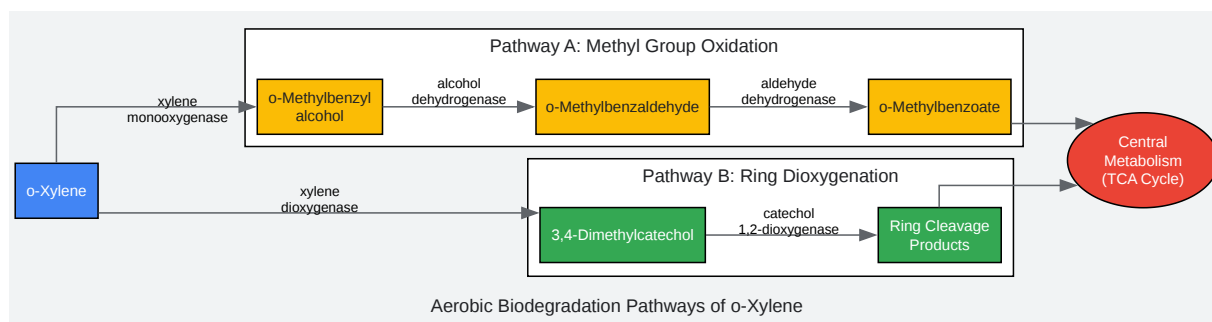 Pathway A: Methyl Group Oxidation
xylene
monooxygenase
o-Methylbenzyl
alcohol
alcohol
dehydrogenase
o-Methylbenzaldehyde
aldehyde
dehydrogenase
o-Methylbenzoate
Central
Metabolism
(TCA Cycle)
o-Xylene
Pathway B: Ring Dioxygenation
xylene
dioxygenase
3,4-Dimethylcatechol
catechol
1,2-dioxygenase
Ring Cleavage
Products
Aerobic Biodegradation Pathways of o-Xylene